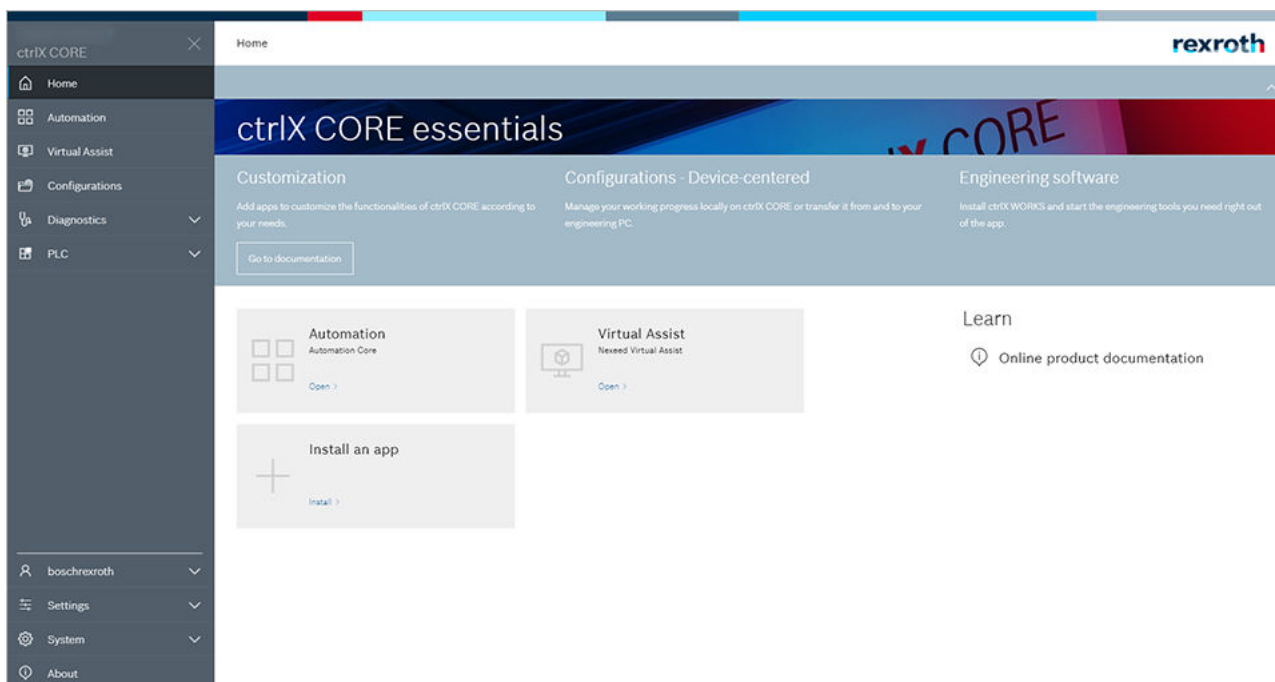 ctrlX CORE
Home
Automation
Virtual Assist
Configurations
Diagnostics
PLC
boschrexroth
Settings
System
About
Home
rexroth
ctrlX CORE essentials
X CORE
Customization
Add apps to customize the functionalities of ctrlX CORE according to
your needs.
Go to documentation
Configurations - Device-centered
Manage your working progress locally on ctrlX CORE or transfer it from and to your
engineering PC.
Engineering software
Install ctrlX WORKS and start the engineering tools you need right out
of the app.
Automation
Automation Core
Open >
Virtual Assist
Nexeed Virtual Assist
Open >
Install an app
Install >
Learn
Online product documentation